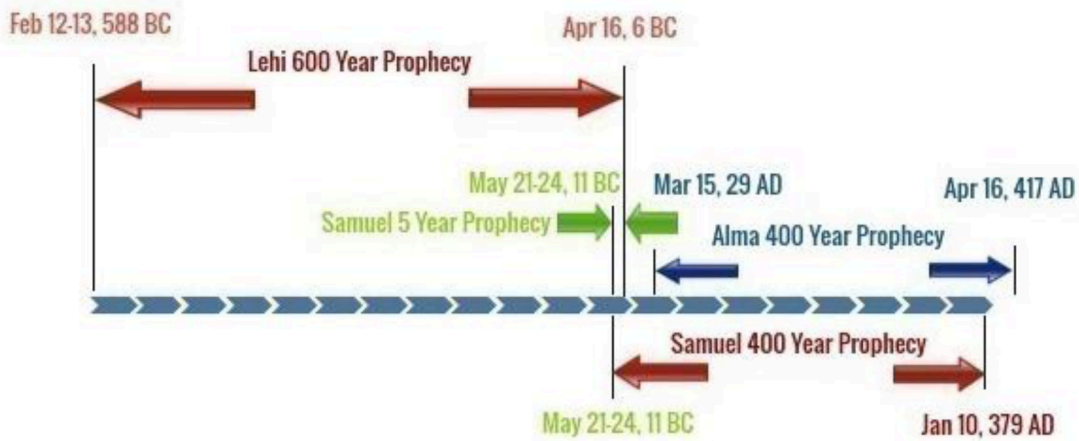 Feb 12-13, 588 BC
Apr 16, 6 BC
Lehi 600 Year Prophecy
May 21-24, 11 BC
Mar 15, 29 AD
Apr 16, 417 AD
Samuel 5 Year Prophecy
Alma 400 Year Prophecy
Samuel 400 Year Prophecy
May 21-24, 11 BC
Jan 10, 379 AD